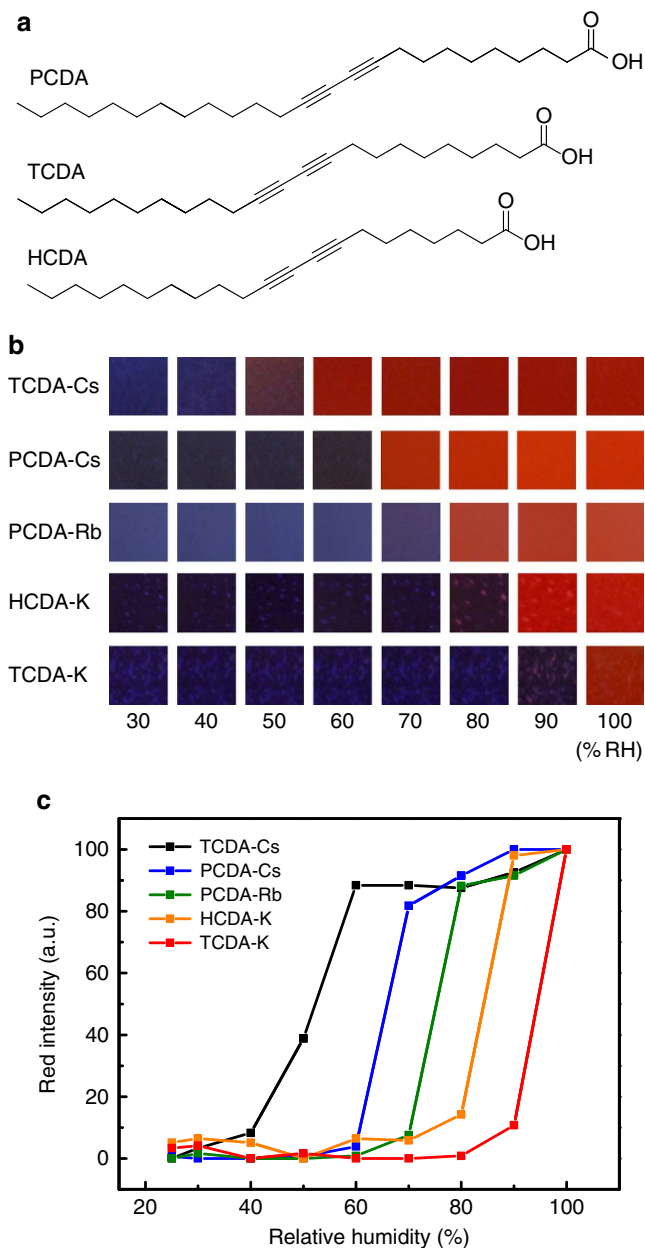 a
PCDA
O
OH
TCDA
O
OH
HCDA
O
OH
b
TCDA-Cs
PCDA-Cs
PCDA-Rb
HCDA-K
TCDA-K
30 40 50 60 70 80 90 100
(% RH)
c
Red intensity (a.u.)
100
80
60
40
20
0
TCDA-Cs
PCDA-Cs
PCDA-Rb
HCDA-K
TCDA-K
20 40 60 80 100
Relative humidity (%)